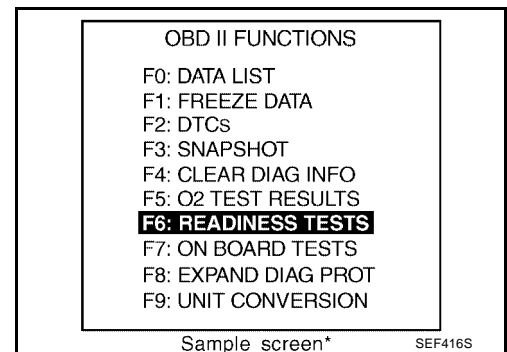 OBD II FUNCTIONS
F0: DATA LIST
F1: FREEZE DATA
F2: DTCs
F3: SNAPSHOT
F4: CLEAR DIAG INFO
F5: O2 TEST RESULTS
F6: READINESS TESTS
F7: ON BOARD TESTS
F8: EXPAND DIAG PROT
F9: UNIT CONVERSION
Sample screen*
SEF416S